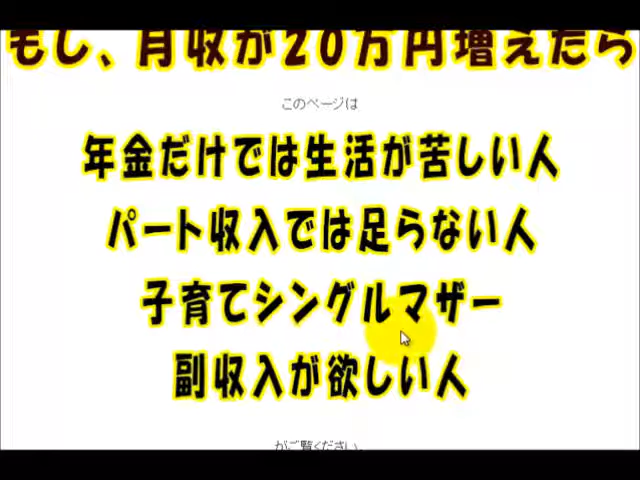 もし、月収が20万円増えたら
このページは
年金だけでは生活が苦しい人
パート収入では足らない人
子育てシングルマザー
副収入が欲しい人
がご覧ください。